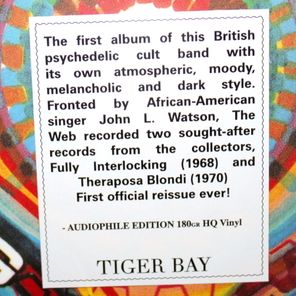 The first album of this British
psychedelic cult band with
its own atmospheric, moody,
melancholic and dark style.
Fronted by African-American
singer John L. Watson, The
Web recorded two sought-after
records from the collectors,
Fully Interlocking (1968) and
Theraposa Blondi (1970)
First official reissue ever!
- AUDIOPHILE EDITION 180GR HQ Vinyl
TIGER BAY